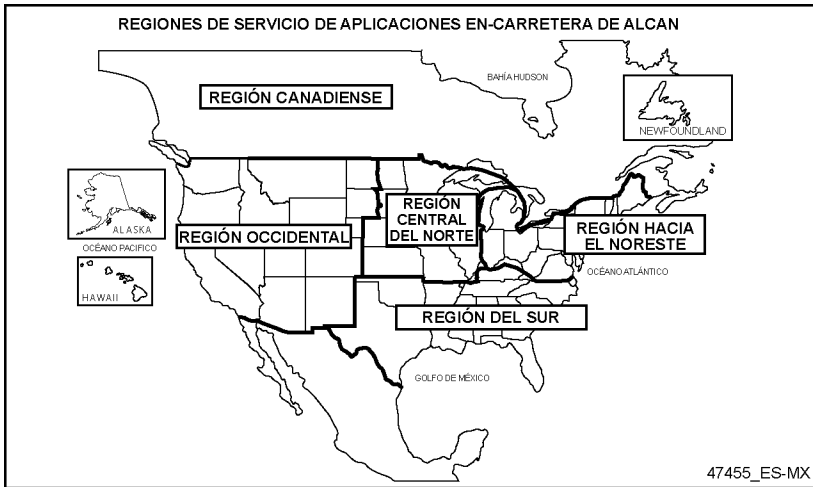 REGIONES DE SERVICIO DE APLICACIONES EN-CARRETERA DE ALCAN
BAHÍA HUDSON
REGIÓN CANADIENSE
NEWFOUNDLAND
ALASKA
OCÉANO PACIFICO
HAWAII
REGIÓN OCCIDENTAL
REGIÓN
CENTRAL
DEL NORTE
REGIÓN HACIA
EL NORESTE
OCÉANO ATLÁNTICO
REGIÓN DEL SUR
GOLFO DE MÉXICO
47455_ES-MX